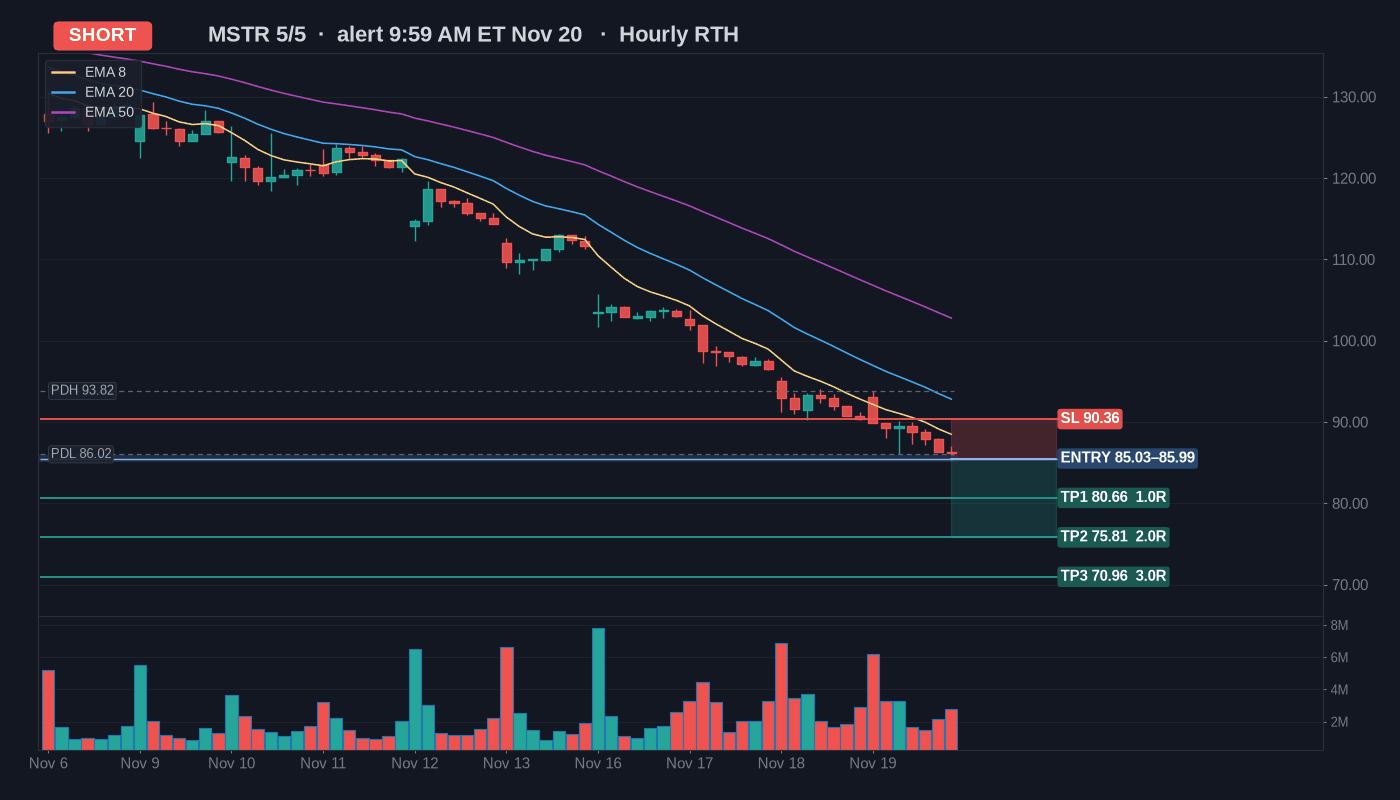 SHORT
MSTR 5/5 · alert 9:59 AM ET Nov 20 · Hourly RTH
EMA 8
EMA 20
EMA 50
130.00
120.00
110.00
100.00
90.00
80.00
70.00
PDH 93.82
PDL 86.02
SL 90.36
ENTRY 85.03–85.99
TP1 80.66 1.0R
TP2 75.81 2.0R
TP3 70.96 3.0R
8M
6M
4M
2M
Nov 6 Nov 9 Nov 10 Nov 11 Nov 12 Nov 13 Nov 16 Nov 17 Nov 18 Nov 19